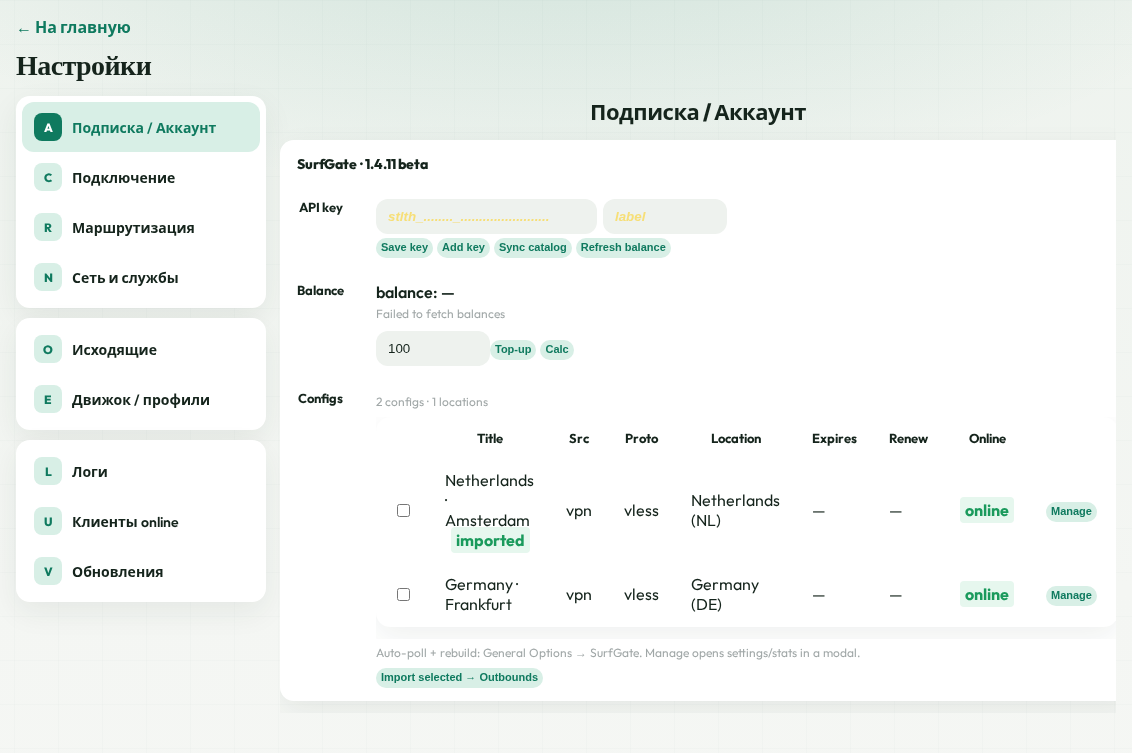 ← На главную
Настройки
A Подписка / Аккаунт
C Подключение
R Маршрутизация
N Сеть и службы
O Исходящие
E Движок / профили
L Логи
U Клиенты online
V Обновления
Подписка / Аккаунт
SurfGate · 1.4.11 beta
API key
label
Save key Add key Sync catalog Refresh balance
Balance balance: —
Failed to fetch balances
100 Top-up Calc
Configs 2 configs · 1 locations
Title Src Proto Location Expires Renew Online
Netherlands
·
Amsterdam
imported
vpn vless
Netherlands
(NL)
— — online Manage
Germany ·
Frankfurt
vpn vless
Germany
(DE)
— — online Manage
Auto-poll + rebuild: General Options → SurfGate. Manage opens settings/stats in a modal.
Import selected → Outbounds